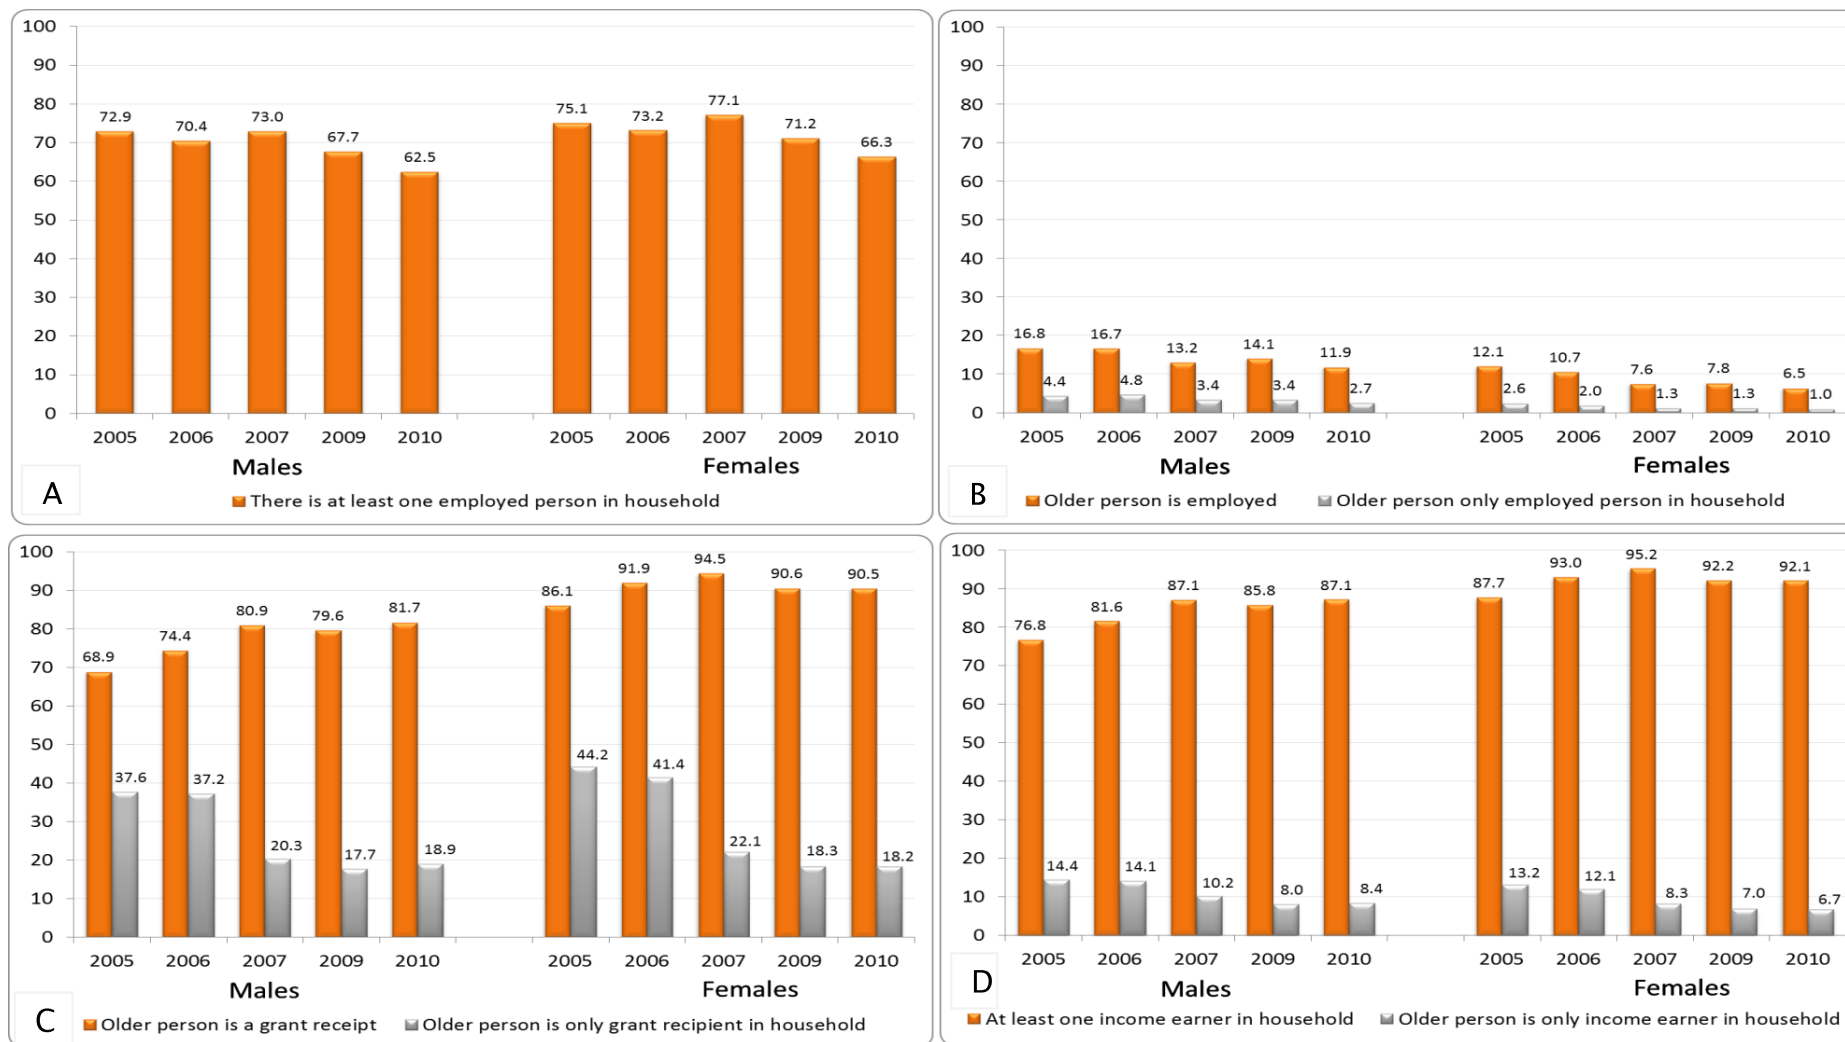 100
90
80
70
60
50
40
30
20
10
0
72.9 70.4 73.0 67.7 62.5 75.1 73.2 77.1 71.2 66.3
2005 2006 2007 2009 2010 2005 2006 2007 2009 2010
Males Females
A
There is at least one employed person in household
100
90
80
70
60
50
40
30
20
10
0
16.8 4.4 16.7 4.8 13.2 3.4 14.1 3.4 11.9 2.7 12.1 2.6 10.7 2.0 7.6 1.3 7.8 1.3 6.5 1.0
2005 2006 2007 2009 2010 2005 2006 2007 2009 2010
Males Females
B
Older person is employed Older person only employed person in household
100
90
80
70
60
50
40
30
20
10
0
68.9 37.6 74.4 37.2 80.9 20.3 79.6 17.7 81.7 18.9 86.1 44.2 91.9 41.4 94.5 22.1 90.6 18.3 90.5 18.2
2005 2006 2007 2009 2010 2005 2006 2007 2009 2010
Males Females
C
Older person is a grant receipt Older person is only grant recipient in household
100
90
80
70
60
50
40
30
20
10
0
76.8 14.4 81.6 14.1 87.1 10.2 85.8 8.0 87.1 8.4 87.7 13.2 93.0 12.1 95.2 8.3 92.2 7.0 92.1 6.7
2005 2006 2007 2009 2010 2005 2006 2007 2009 2010
Males Females
D
At least one income earner in household Older person is only income earner in household